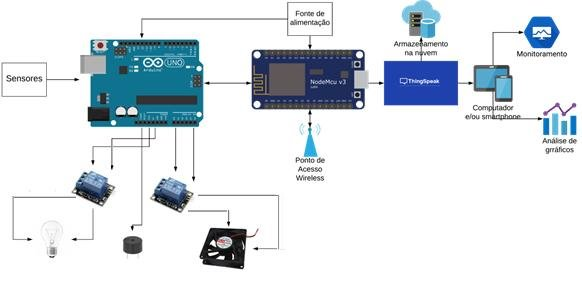 Fonte de
alimentação
Sensores
UNO
Arduino
NodeMcu v3
Armazenamento
na nuvem
ThingSpeak
Monitoramento
Computador
e/ou smartphone
Análise de
grráficos
Ponto de
Acesso
Wireless